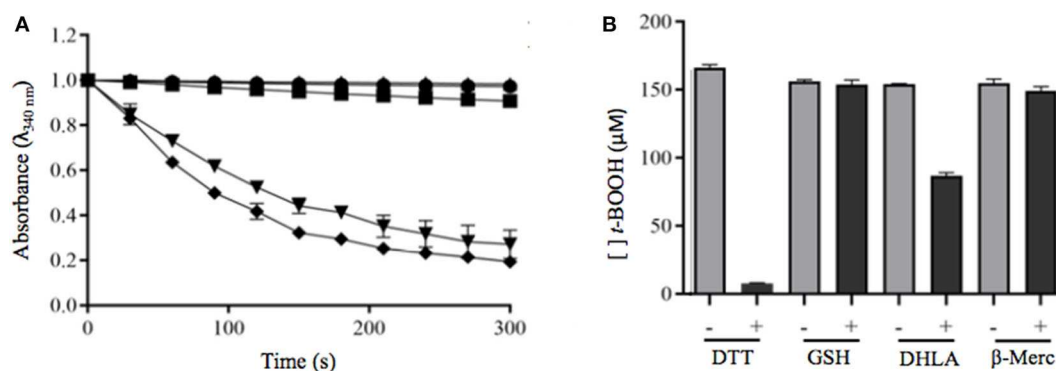 A
1.2
1.0
0.8
0.6
0.4
0.2
0.0
Absorbance (λ340 nm)
0 100 200 300
Time (s)
B
200
150
100
50
0
[ ] t-BOOH (µM)
- + - + - + - +
DTT GSH DHLA β-Merc